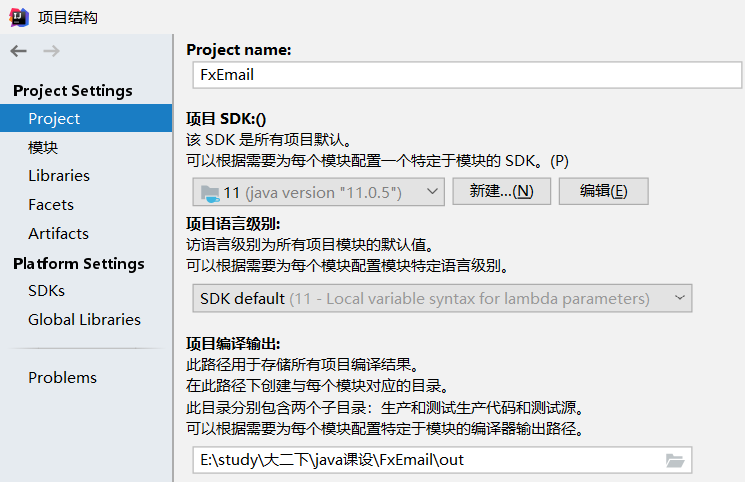 项目结构
Project name:
FxEmail
Project Settings
Project
模块
Libraries
Facets
Artifacts
Platform Settings
SDKs
Global Libraries
Problems
项目 SDK:()
该 SDK 是所有项目默认。
可以根据需要为每个模块配置一个特定于模块的 SDK。(P)
11 (java version "11.0.5")
新建...(N)
编辑(E)
项目语言级别:
访语言级别为所有项目模块的默认值。
可以根据需要为每个模块配置模块特定语言级别。
SDK default (11 - Local variable syntax for lambda parameters)
项目编译输出:
此路径用于存储所有项目编译结果。
在此路径下创建与每个模块对应的目录。
此目录分别包含两个子目录：生产和测试生产代码和测试源。
可以根据需要为每个模块配置特定于模块的编译器输出路径。
E:\study\大二下\java课设\FxEmail\out